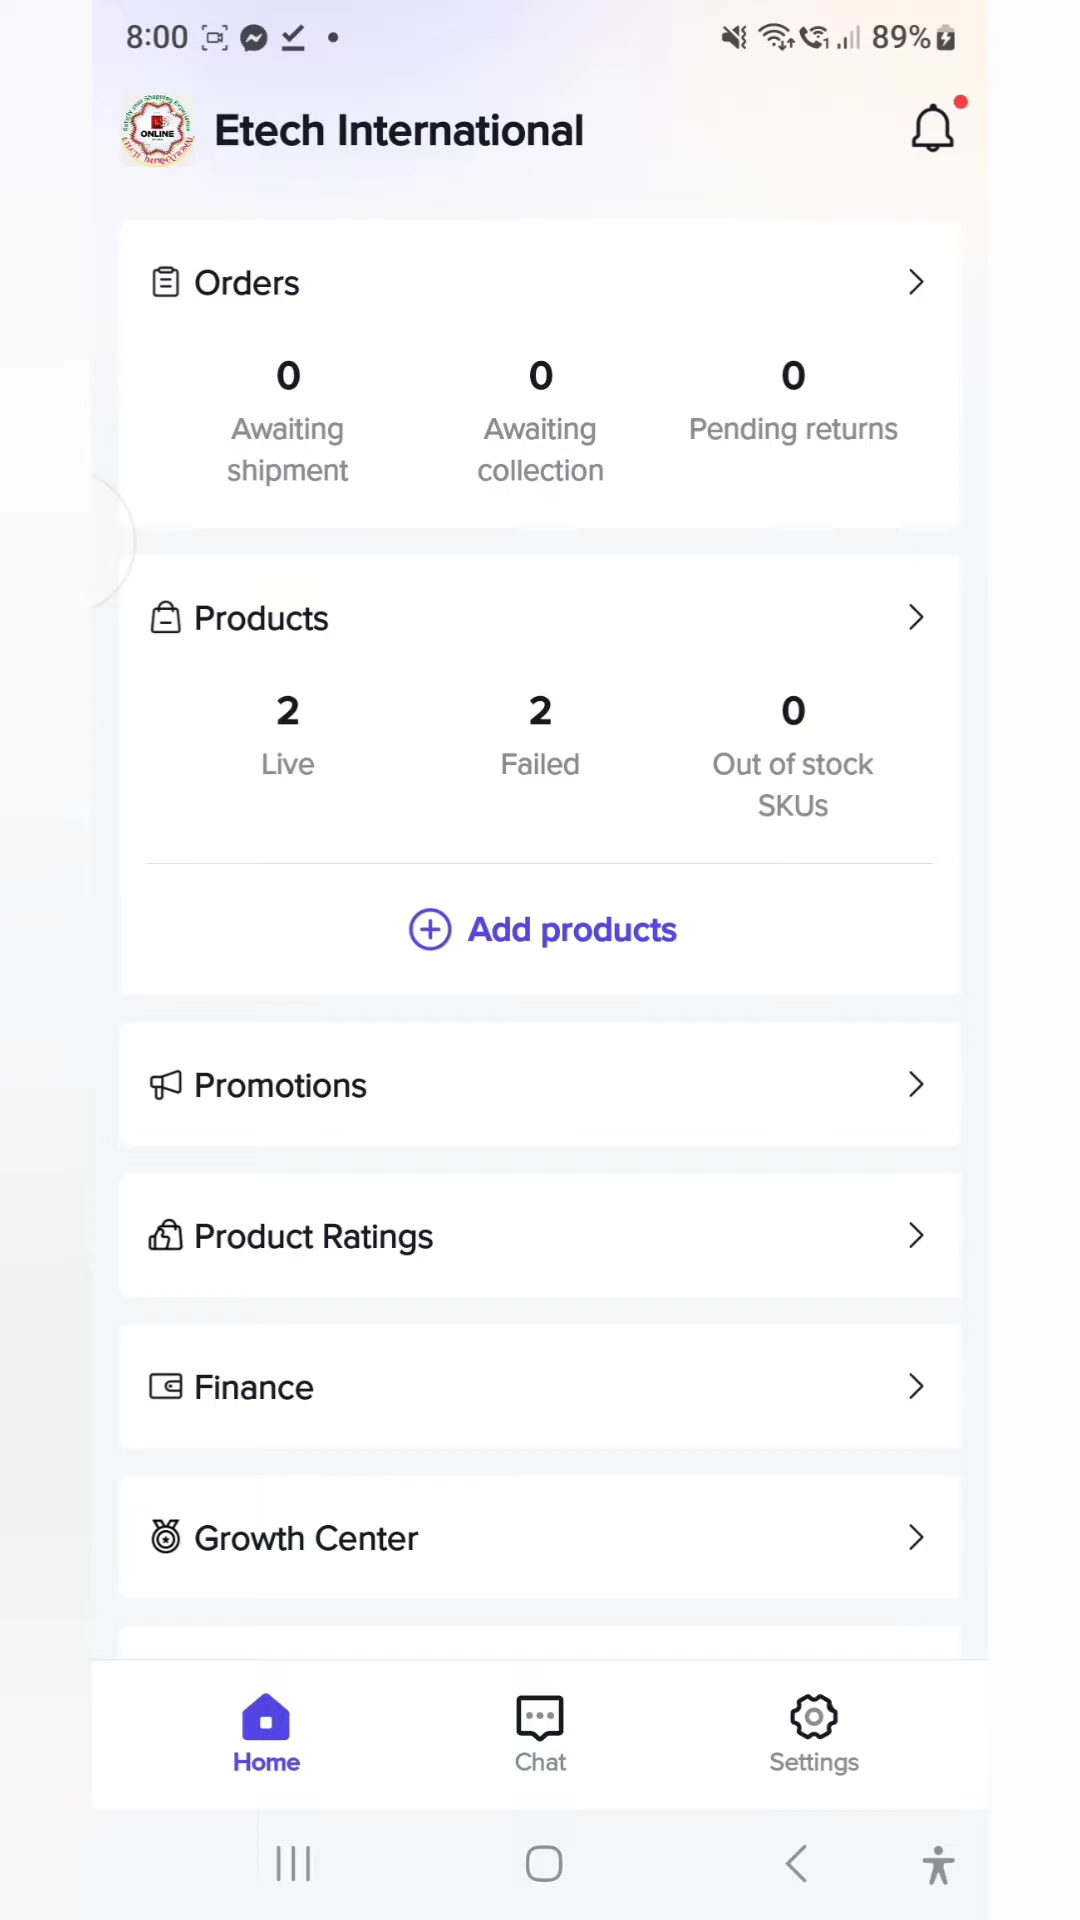 8:00
89%
ONLINE
Etech International
Orders
0
0
0
Awaiting shipment
Awaiting collection
Pending returns
Products
2
2
0
Live
Failed
Out of stock SKUs
Add products
Promotions
Product Ratings
Finance
Growth Center
Home
Chat
Settings